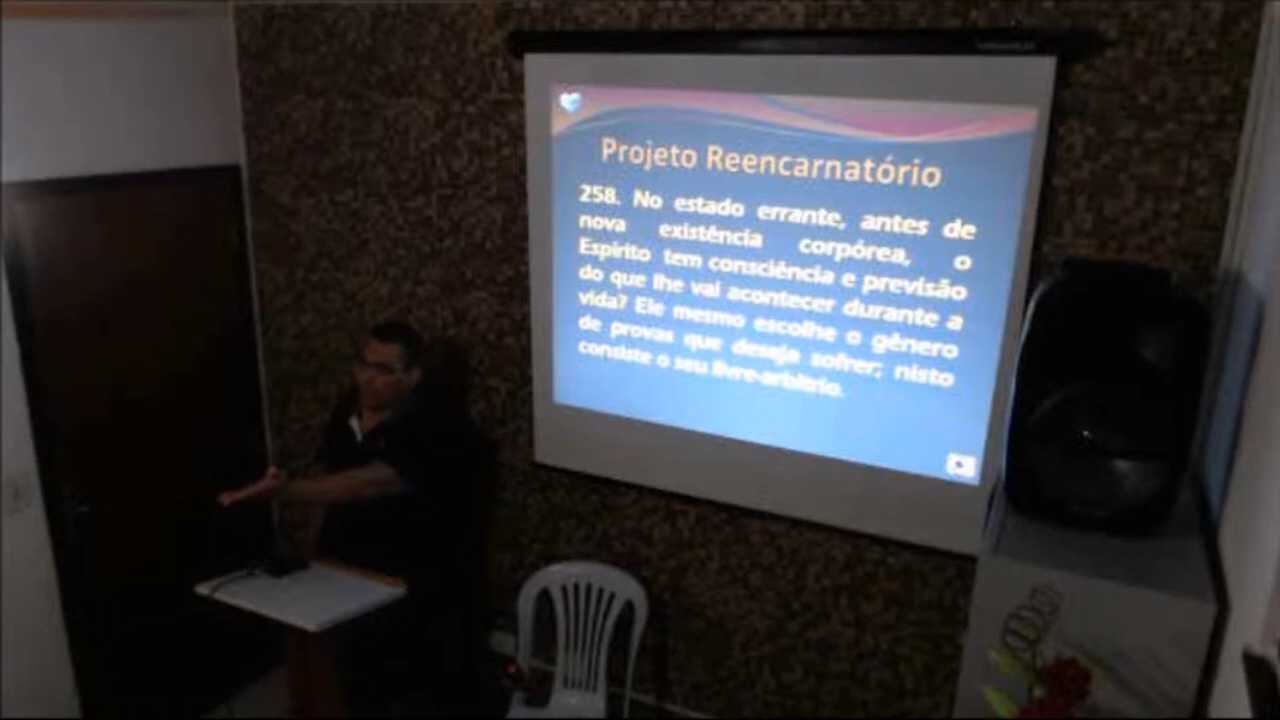 Projeto Reencarnatório
258. No estado errante, antes de
nova existência corpórea, o
Espírito tem consciência e previsão
do que lhe vai acontecer durante a
vida? Ele mesmo escolhe o gênero
de provas que deseja sofrer; nisto
consiste o seu livre-arbítrio.